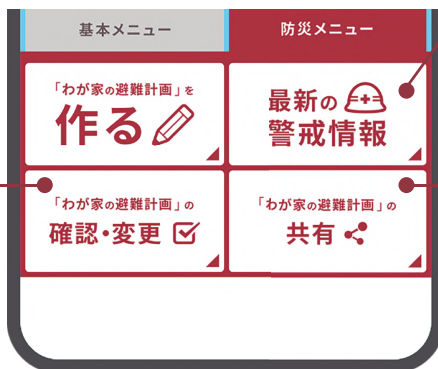 基本メニュー
防災メニュー
「わが家の避難計画」を
作る
最新の
警戒情報
「わが家の避難計画」の
確認・変更
「わが家の避難計画」の
共有